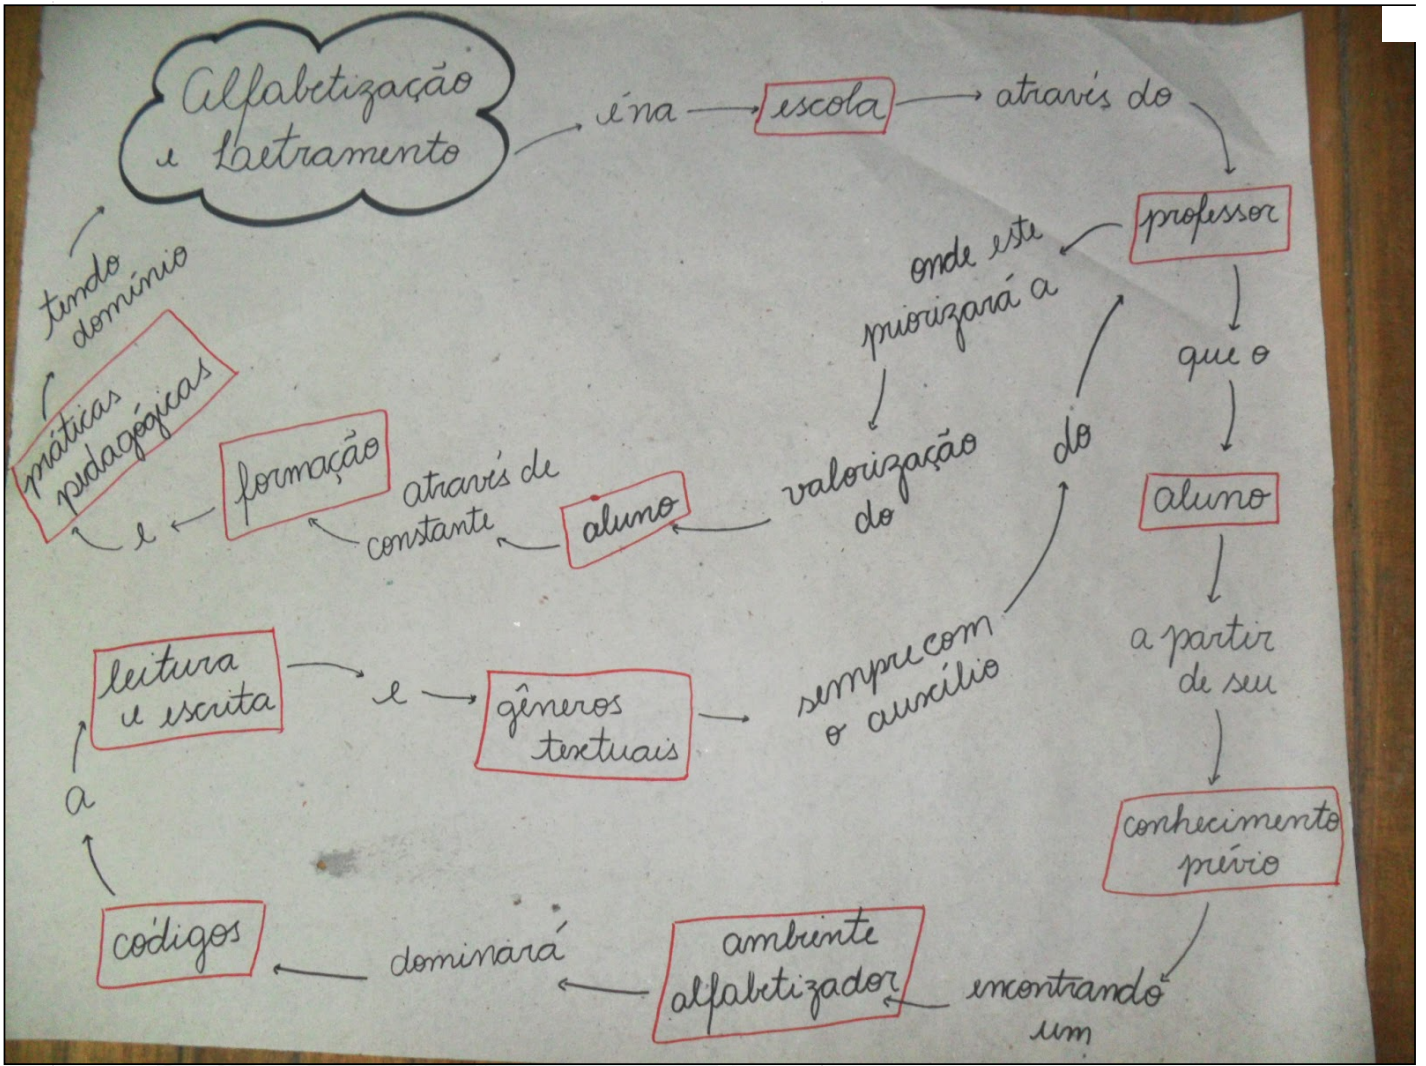 Alfabetização
e Laetramento
é na
escola
através do
professor
que o
aluno
a partir
de seu
conhecimento
prévio
encontrando
um
ambiente
alfabetizador
dominará
códigos
a
leitura
e escrita
e
gêneros
textuais
sempre com
o auxílio
do
onde este
priorizará a
valorização
do
aluno
através de
constante
formação
e
práticas
pedagógicas
tendo
domínio